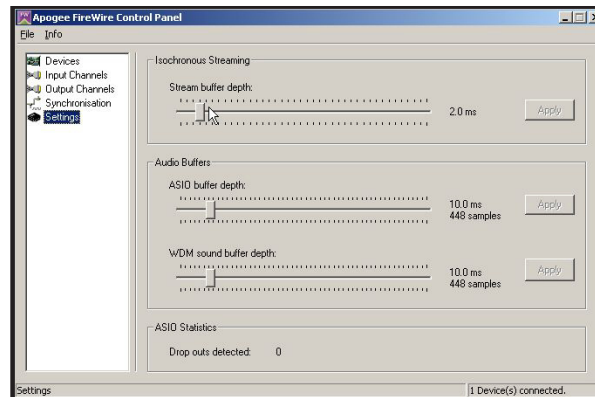 Apogee FireWire Control Panel
File Info
Devices
Input Channels
Output Channels
Synchronisation
Settings
Isochronous Streaming
Stream buffer depth:
2.0 ms
Apply
Audio Buffers
ASIO buffer depth:
10.0 ms
448 samples
Apply
WDM sound buffer depth:
10.0 ms
448 samples
Apply
ASIO Statistics
Drop outs detected: 0
Settings
1 Device(s) connected.